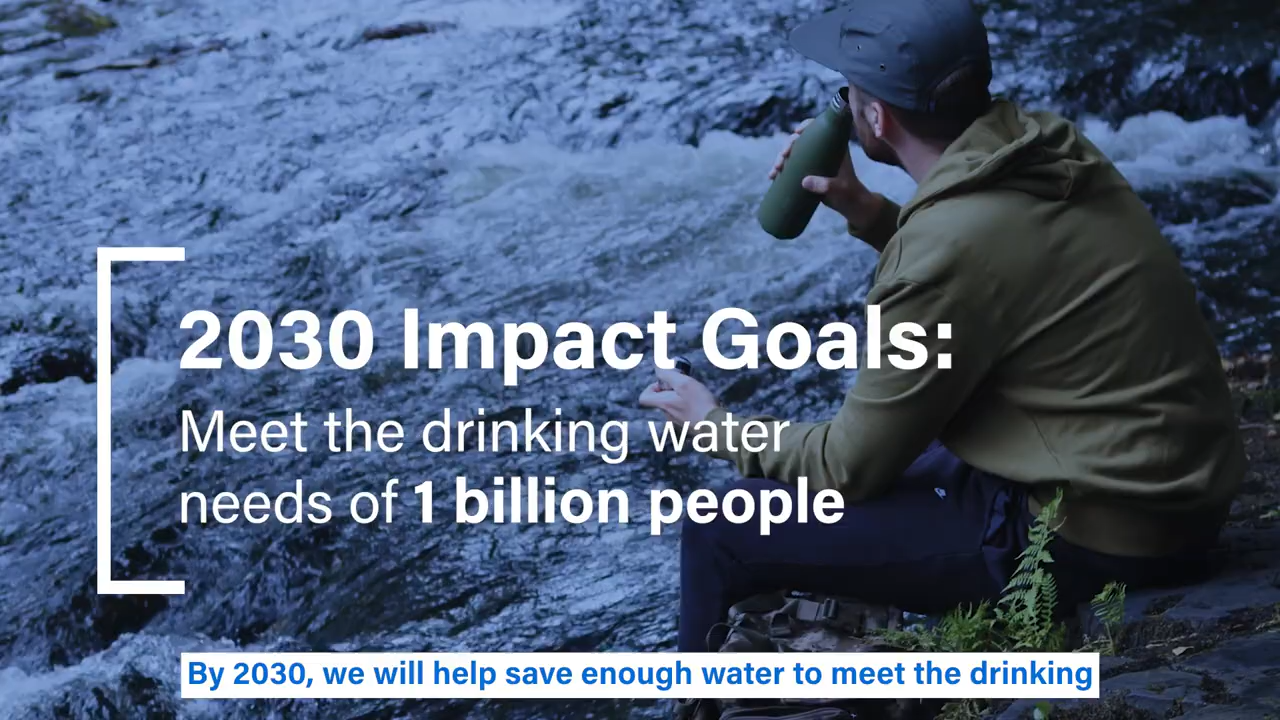 2030 Impact Goals:
Meet the drinking water
needs of 1 billion people
By 2030, we will help save enough water to meet the drinking